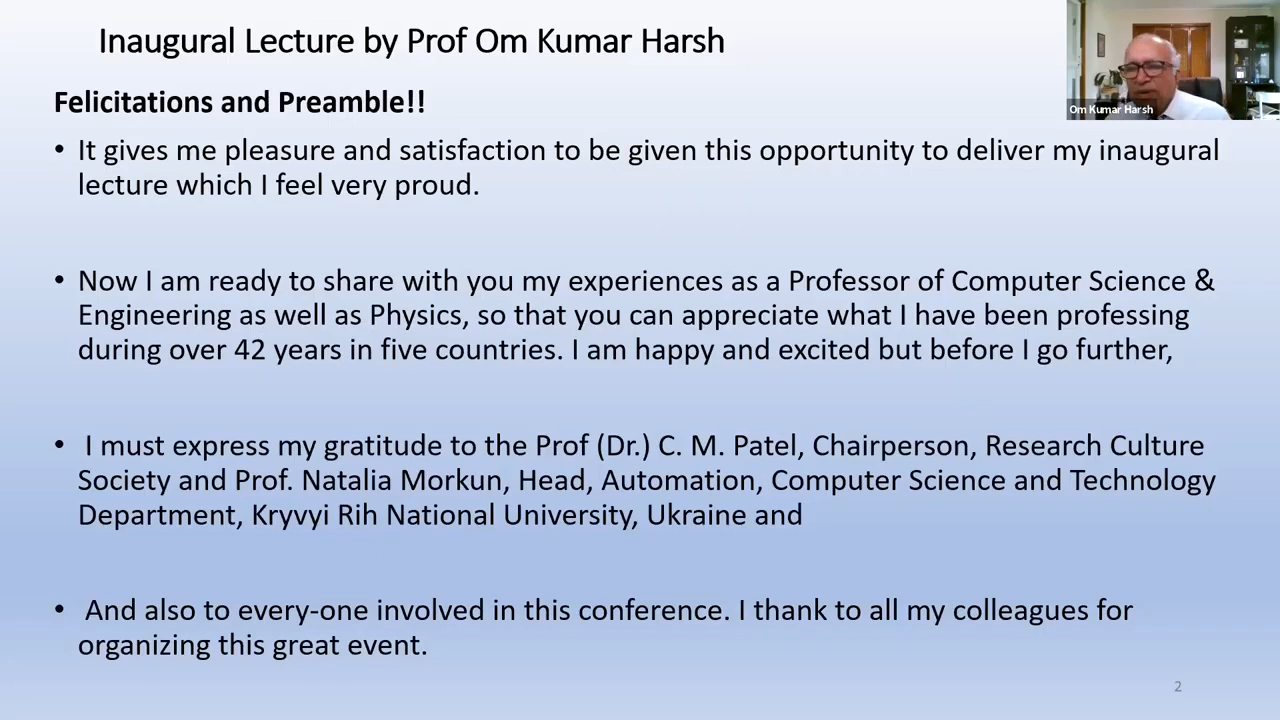 Inaugural Lecture by Prof Om Kumar Harsh
Om Kumar Harsh
Felicitations and Preamble!!
• It gives me pleasure and satisfaction to be given this opportunity to deliver my inaugural
lecture which I feel very proud.
• Now I am ready to share with you my experiences as a Professor of Computer Science &
Engineering as well as Physics, so that you can appreciate what I have been professing
during over 42 years in five countries. I am happy and excited but before I go further,
• I must express my gratitude to the Prof (Dr.) C. M. Patel, Chairperson, Research Culture
Society and Prof. Natalia Morkun, Head, Automation, Computer Science and Technology
Department, Kryvyi Rih National University, Ukraine and
• And also to every-one involved in this conference. I thank to all my colleagues for
organizing this great event.
2